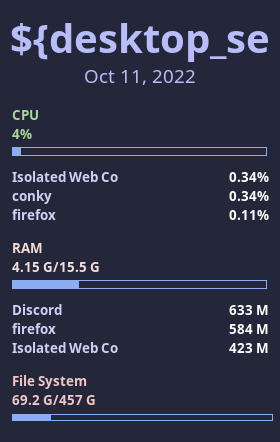 ${desktop_se
Oct 11, 2022
CPU
4%
Isolated Web Co 0.34%
conky 0.34%
firefox 0.11%
RAM
4.15 G/15.5 G
Discord 633 M
firefox 584 M
Isolated Web Co 423 M
File System
69.2 G/457 G